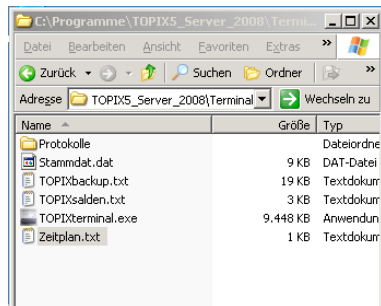 C:\Programme\TOPIX5_Server_2008\Termi...
Datei Bearbeiten Ansicht Favoriten Extras »
Zurück Suchen Ordner »
Adresse TOPIX5_Server_2008\Terminal Wechseln zu
Name Größe Typ
Protokolle Dateiordne
Stammdat.dat 9 KB DAT-Datei
TOPIXbackup.txt 19 KB Textdokum
TOPIXsalden.txt 3 KB Textdokum
TOPIXterminal.exe 9.448 KB Anwendun
Zeitplan.txt 1 KB Textdokum